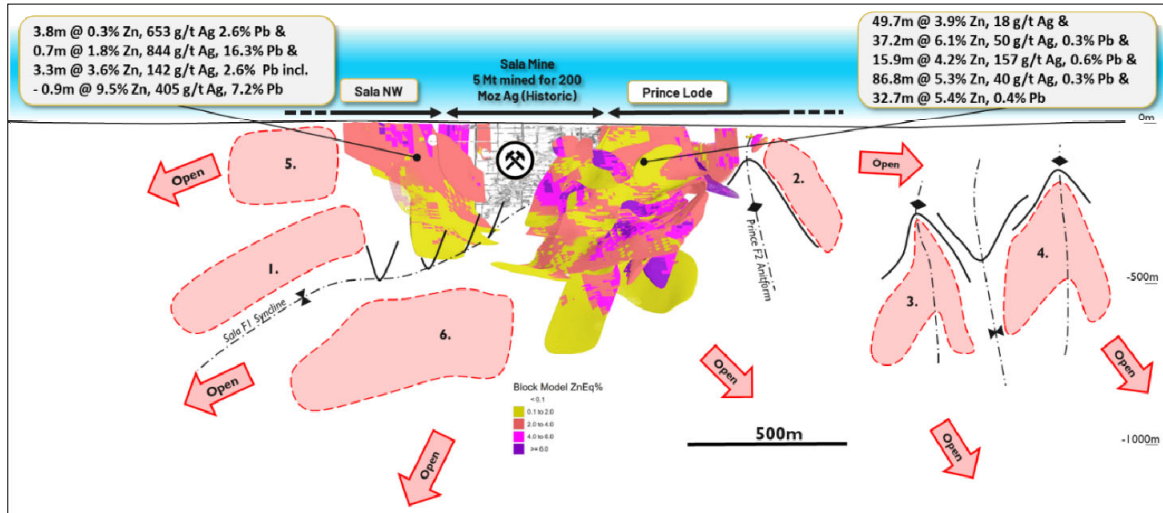 3.8m @ 0.3% Zn, 653 g/t Ag 2.6% Pb &
0.7m @ 1.8% Zn, 844 g/t Ag, 16.3% Pb &
3.3m @ 3.6% Zn, 142 g/t Ag, 2.6% Pb incl.
- 0.9m @ 9.5% Zn, 405 g/t Ag, 7.2% Pb
Sala Mine
5 Mt mined for 200
Moz Ag (Historic)
49.7m @ 3.9% Zn, 18 g/t Ag &
37.2m @ 6.1% Zn, 50 g/t Ag, 0.3% Pb &
15.9m @ 4.2% Zn, 157 g/t Ag, 0.6% Pb &
86.8m @ 5.3% Zn, 40 g/t Ag, 0.3% Pb &
32.7m @ 5.4% Zn, 0.4% Pb
Sala NW
Prince Lode
0m
Open
5.
2.
Open
1.
Prince F2 Antiform
4.
-500m
Sala F1 Syncline
3.
6.
Open
Open
Open
Block Model ZnEq%
<0.1
0.1 to 2.0
2.0 to 4.0
4.0 to 6.0
>= 6.0
500m
-1000m
Open
Open